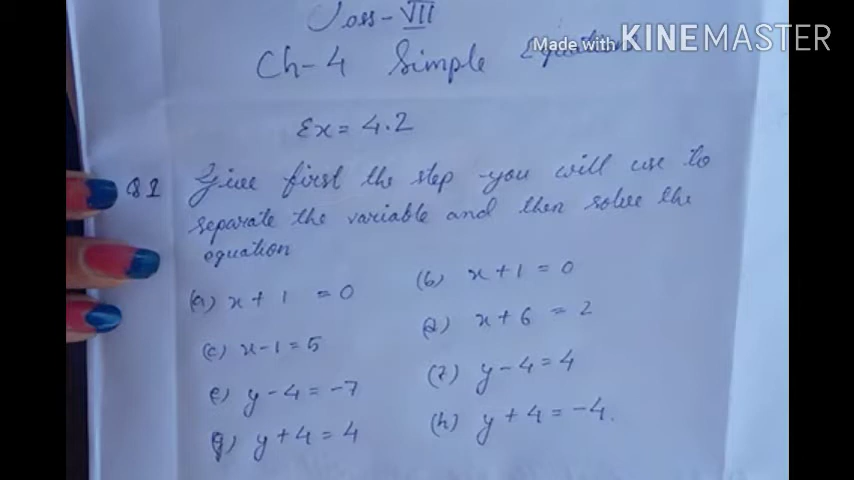 Class - VII
Made with KINEMASTER
Ch-4 Simple Equations
Ex = 4.2
Q1 Give first the step you will use to
separate the variable and then solve the
equation
(a) x + 1 = 0 (b) x + 1 = 0
(c) x - 1 = 5 (d) x + 6 = 2
(e) y - 4 = -7 (f) y - 4 = 4
(g) y + 4 = 4 (h) y + 4 = -4.